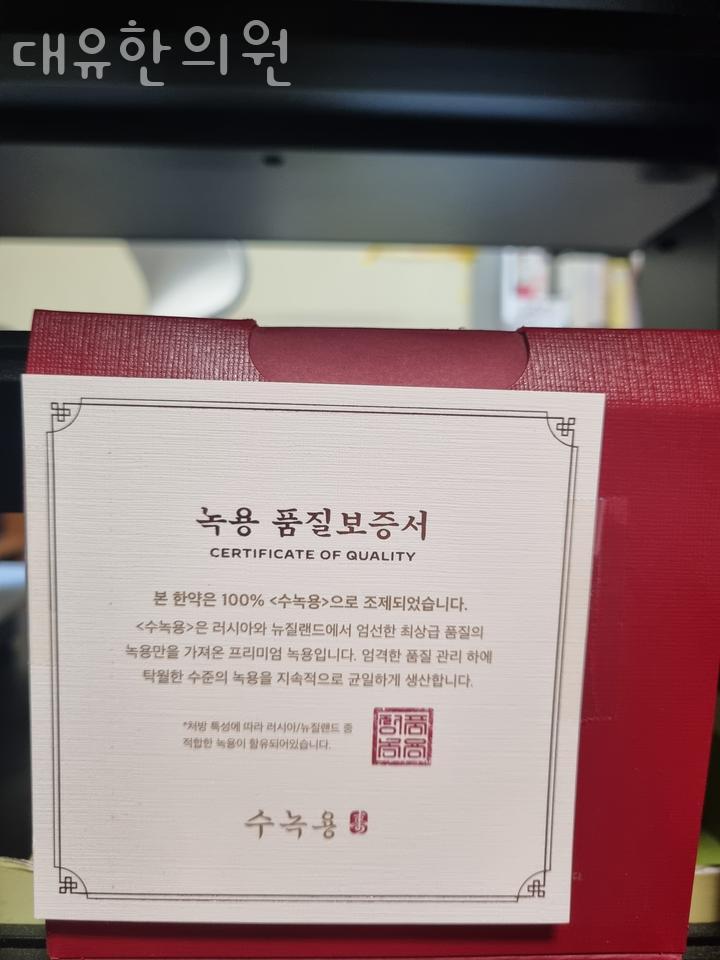 대유한의원
녹용 품질보증서
CERTIFICATE OF QUALITY
본 한약은 100% <수녹용>으로 조제되었습니다.
<수녹용>은 러시아와 뉴질랜드에서 엄선한 최상급 품질의
녹용만을 가져온 프리미엄 녹용입니다. 엄격한 품질 관리 하에
탁월한 수준의 녹용을 지속적으로 균일하게 생산합니다.
*처방 특성에 따라 러시아/뉴질랜드 중
적합한 녹용이 함유되어있습니다.
수녹용